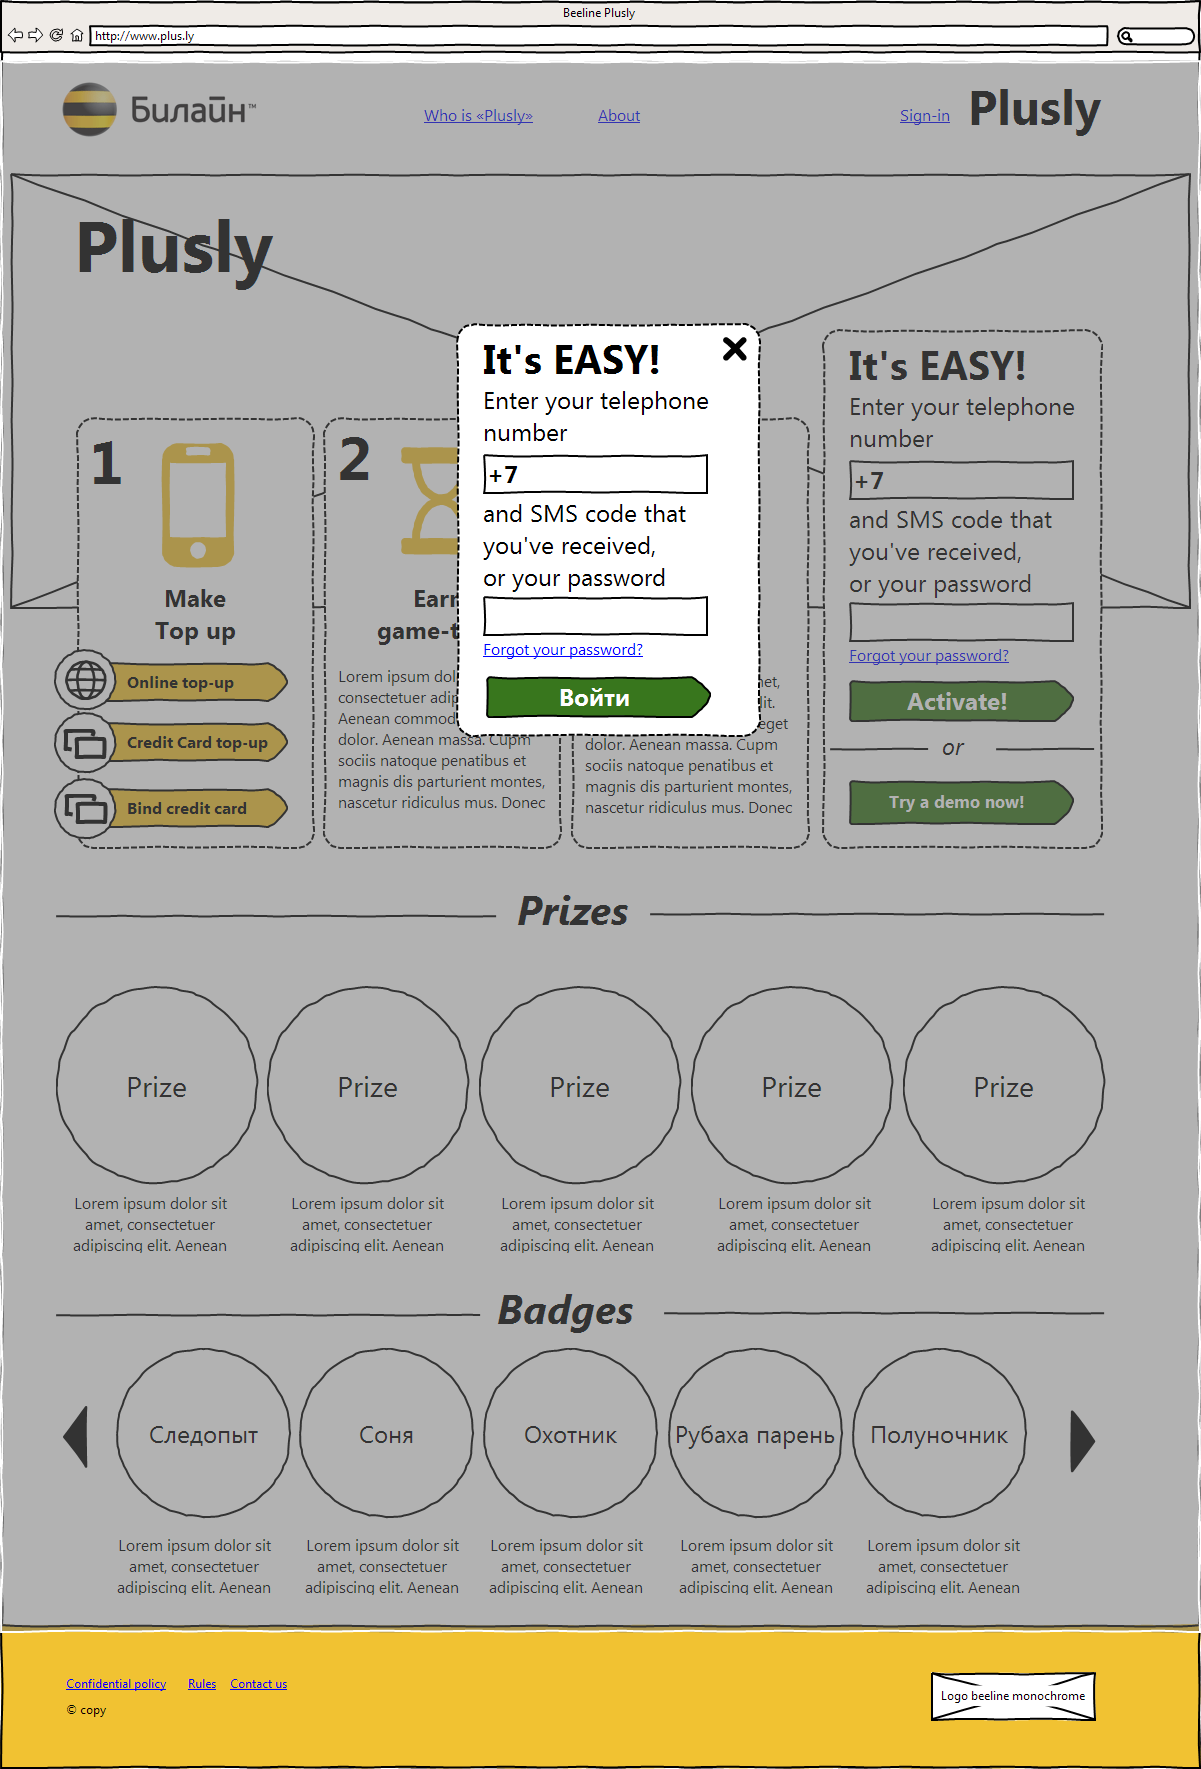 Beeline Plusly
http://www.plus.ly
Билайн™
Who is «Plusly»
About
Sign-in
Plusly
Plusly
It's EASY!
Enter your telephone
number
+7
and SMS code that
you've received,
or your password
Forgot your password?
Войти
1
Make
Top up
Online top-up
Credit Card top-up
Bind credit card
2
Earn
game-t
Lorem ipsum dol
consectetuer adip
Aenean commod
dolor. Aenean massa. Cupm
sociis natoque penatibus et
magnis dis parturient montes,
nascetur ridiculus mus. Donec
et,
lit.
eget
dolor. Aenean massa. Cupm
sociis natoque penatibus et
magnis dis parturient montes,
nascetur ridiculus mus. Donec
It's EASY!
Enter your telephone
number
+7
and SMS code that
you've received,
or your password
Forgot your password?
Activate!
or
Try a demo now!
Prizes
Prize
Prize
Prize
Prize
Prize
Lorem ipsum dolor sit
amet, consectetuer
adipiscing elit. Aenean
Lorem ipsum dolor sit
amet, consectetuer
adipiscing elit. Aenean
Lorem ipsum dolor sit
amet, consectetuer
adipiscing elit. Aenean
Lorem ipsum dolor sit
amet, consectetuer
adipiscing elit. Aenean
Lorem ipsum dolor sit
amet, consectetuer
adipiscing elit. Aenean
Badges
Следопыт
Соня
Охотник
Рубаха парень
Полуночник
Lorem ipsum dolor sit
amet, consectetuer
adipiscing elit. Aenean
Lorem ipsum dolor sit
amet, consectetuer
adipiscing elit. Aenean
Lorem ipsum dolor sit
amet, consectetuer
adipiscing elit. Aenean
Lorem ipsum dolor sit
amet, consectetuer
adipiscing elit. Aenean
Lorem ipsum dolor sit
amet, consectetuer
adipiscing elit. Aenean
Confidential policy
Rules
Contact us
© copy
Logo beeline monochrome